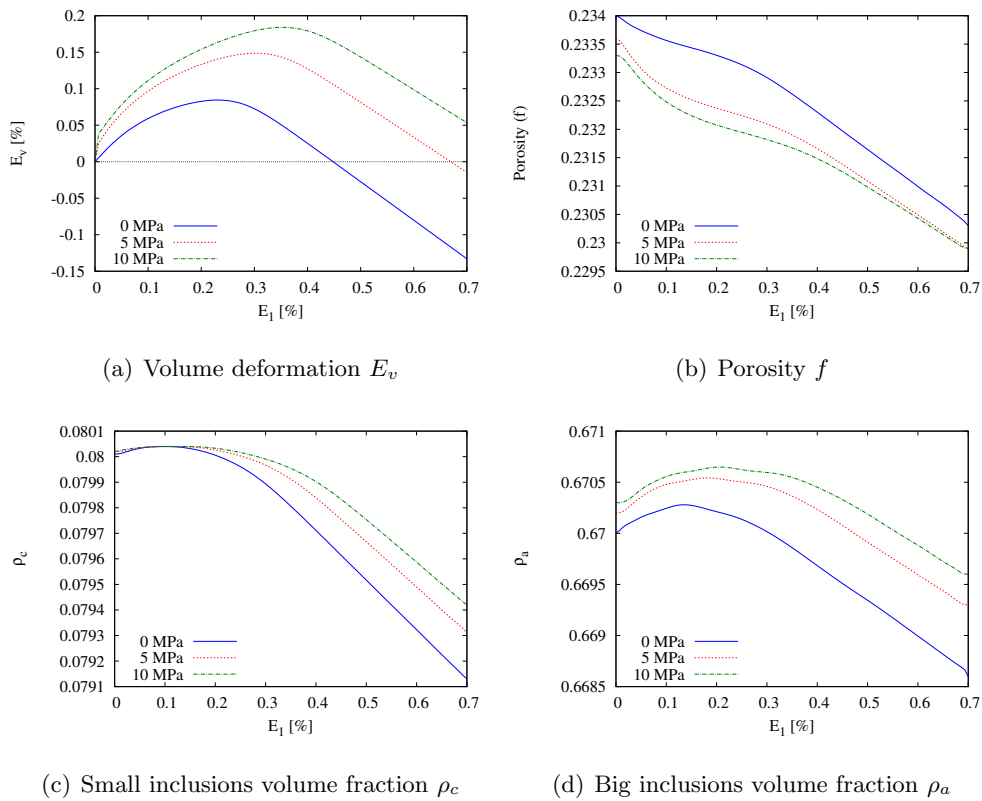 0.2
0.15
0.1
0.05
0
-0.05
-0.1
-0.15
E_v [%]
0 MPa
5 MPa
10 MPa
0 0.1 0.2 0.3 0.4 0.5 0.6 0.7
E_1 [%]
(a) Volume deformation E_v
0.234
0.2335
0.233
0.2325
0.232
0.2315
0.231
0.2305
0.23
0.2295
Porosity (f)
0 MPa
5 MPa
10 MPa
0 0.1 0.2 0.3 0.4 0.5 0.6 0.7
E_1 [%]
(b) Porosity f
0.0801
0.08
0.0799
0.0798
0.0797
0.0796
0.0795
0.0794
0.0793
0.0792
0.0791
ρ_c
0 MPa
5 MPa
10 MPa
0 0.1 0.2 0.3 0.4 0.5 0.6 0.7
E_1 [%]
(c) Small inclusions volume fraction ρ_c
0.671
0.6705
0.67
0.6695
0.669
0.6685
ρ_a
0 MPa
5 MPa
10 MPa
0 0.1 0.2 0.3 0.4 0.5 0.6 0.7
E_1 [%]
(d) Big inclusions volume fraction ρ_a